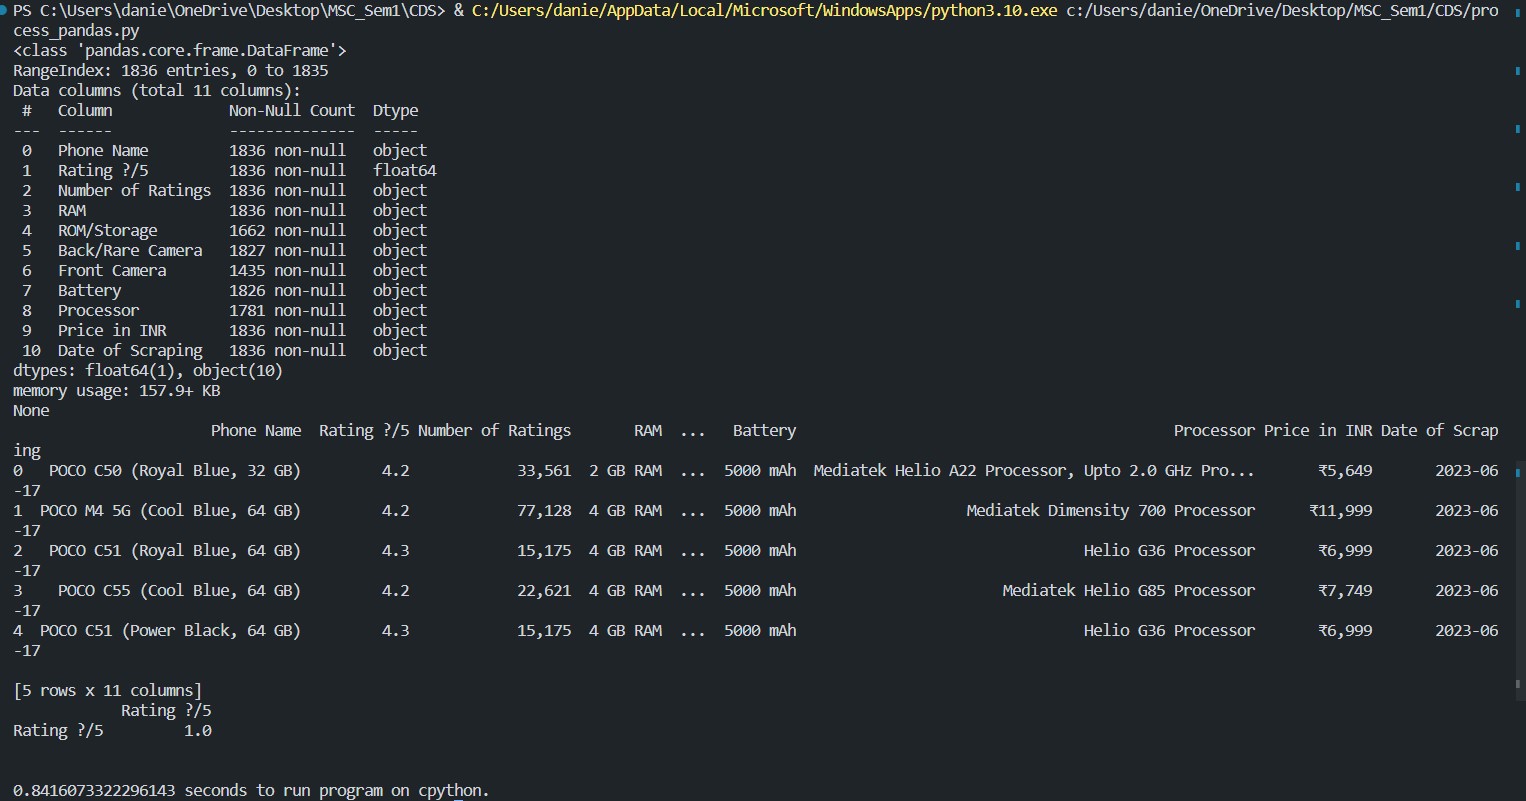 PS C:\Users\danie\OneDrive\Desktop\MSC_Sem1\CDS> & C:/Users/danie/AppData/Local/Microsoft/WindowsApps/python3.10.exe c:/Users/danie/OneDrive/Desktop/MSC_Sem1/CDS/pro
cess_pandas.py
<class 'pandas.core.frame.DataFrame'>
RangeIndex: 1836 entries, 0 to 1835
Data columns (total 11 columns):
 #   Column             Non-Null Count  Dtype
---  ------             --------------  -----
 0   Phone Name         1836 non-null   object
 1   Rating ?/5         1836 non-null   float64
 2   Number of Ratings  1836 non-null   object
 3   RAM                1836 non-null   object
 4   ROM/Storage        1662 non-null   object
 5   Back/Rare Camera   1827 non-null   object
 6   Front Camera       1435 non-null   object
 7   Battery            1826 non-null   object
 8   Processor          1781 non-null   object
 9   Price in INR       1836 non-null   object
 10  Date of Scraping   1836 non-null   object
dtypes: float64(1), object(10)
memory usage: 157.9+ KB
None
                      Phone Name  Rating ?/5 Number of Ratings       RAM  ...   Battery                                          Processor Price in INR Date of Scrap
ing
0   POCO C50 (Royal Blue, 32 GB)         4.2            33,561  2 GB RAM  ...  5000 mAh  Mediatek Helio A22 Processor, Upto 2.0 GHz Pro...       ₹5,649       2023-06
-17
1  POCO M4 5G (Cool Blue, 64 GB)         4.2            77,128  4 GB RAM  ...  5000 mAh                   Mediatek Dimensity 700 Processor      ₹11,999       2023-06
-17
2   POCO C51 (Royal Blue, 64 GB)         4.3            15,175  4 GB RAM  ...  5000 mAh                                Helio G36 Processor       ₹6,999       2023-06
-17
3    POCO C55 (Cool Blue, 64 GB)         4.2            22,621  4 GB RAM  ...  5000 mAh                       Mediatek Helio G85 Processor       ₹7,749       2023-06
-17
4  POCO C51 (Power Black, 64 GB)         4.3            15,175  4 GB RAM  ...  5000 mAh                                Helio G36 Processor       ₹6,999       2023-06
-17
[5 rows x 11 columns]
            Rating ?/5
Rating ?/5         1.0
0.8416073322296143 seconds to run program on cpython.